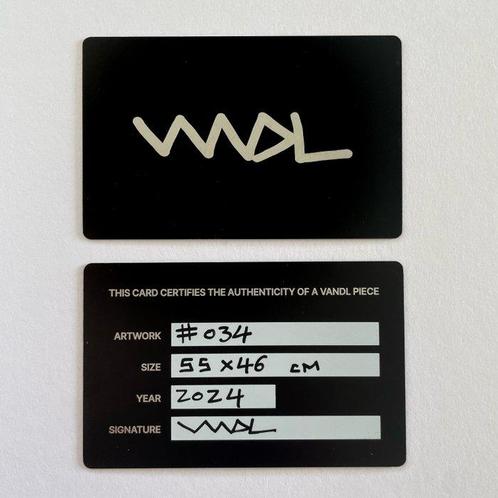 VANDL
THIS CARD CERTIFIES THE AUTHENTICITY OF A VANDL PIECE
ARTWORK #034
SIZE 55 x 46 cm
YEAR 2024
SIGNATURE VANDL